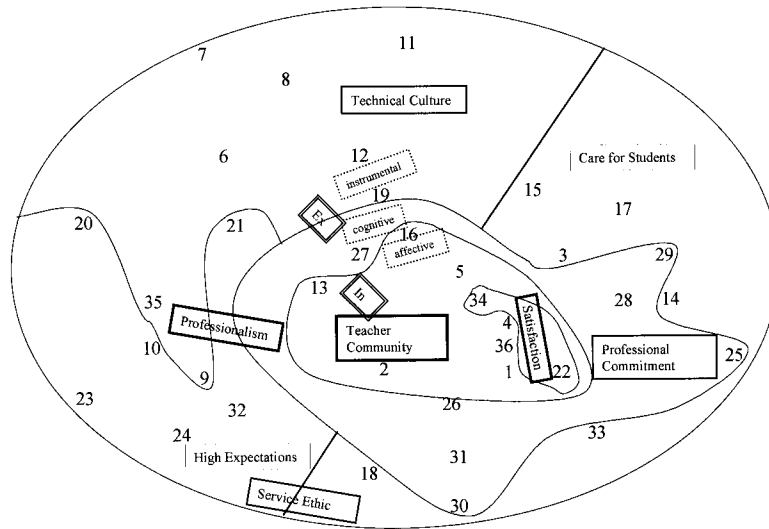 11
7
8
Technical Culture
6
12
instrumental
Care for Students
15
19
17
20
21
Ex
cognitive
16
27
affective
3
29
5
13
In
34
28
14
35
Professionalism
Teacher
Community
4
Satisfaction
36
Professional
Commitment
10
25
2
1
22
9
23
32
26
24
33
High Expectations
31
18
Service Ethic
30